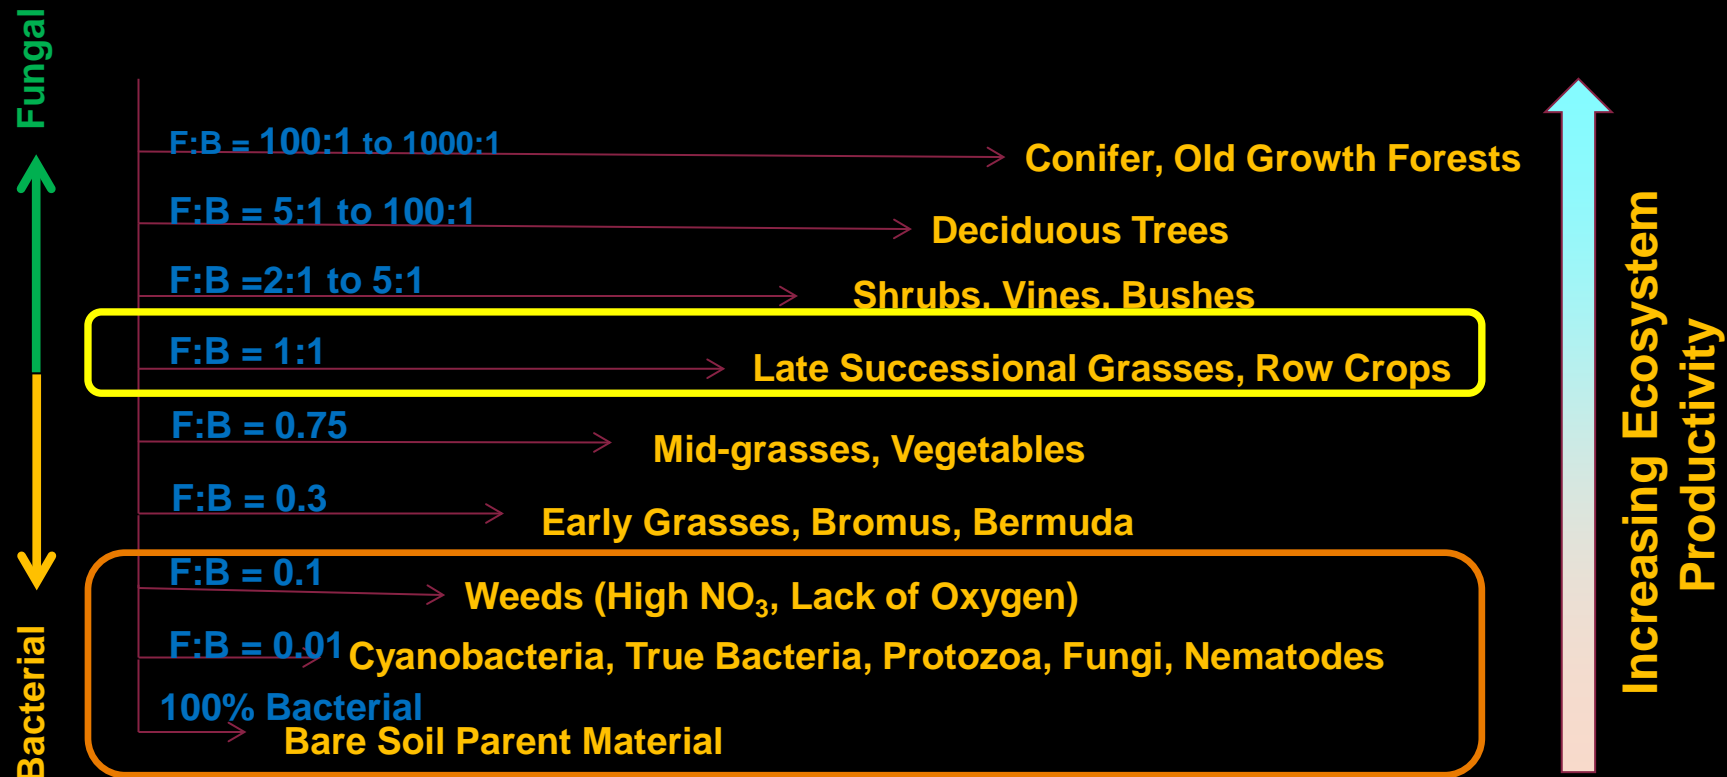 Fungal
F:B = 100:1 to 1000:1
Conifer, Old Growth Forests
F:B = 5:1 to 100:1
Deciduous Trees
F:B =2:1 to 5:1
Shrubs, Vines, Bushes
F:B = 1:1
Late Successional Grasses, Row Crops
F:B = 0.75
Mid-grasses, Vegetables
F:B = 0.3
Early Grasses, Bromus, Bermuda
F:B = 0.1
Weeds (High NO₃, Lack of Oxygen)
F:B = 0.01
Cyanobacteria, True Bacteria, Protozoa, Fungi, Nematodes
100% Bacterial
Bare Soil Parent Material
Bacterial
Increasing Ecosystem
Productivity